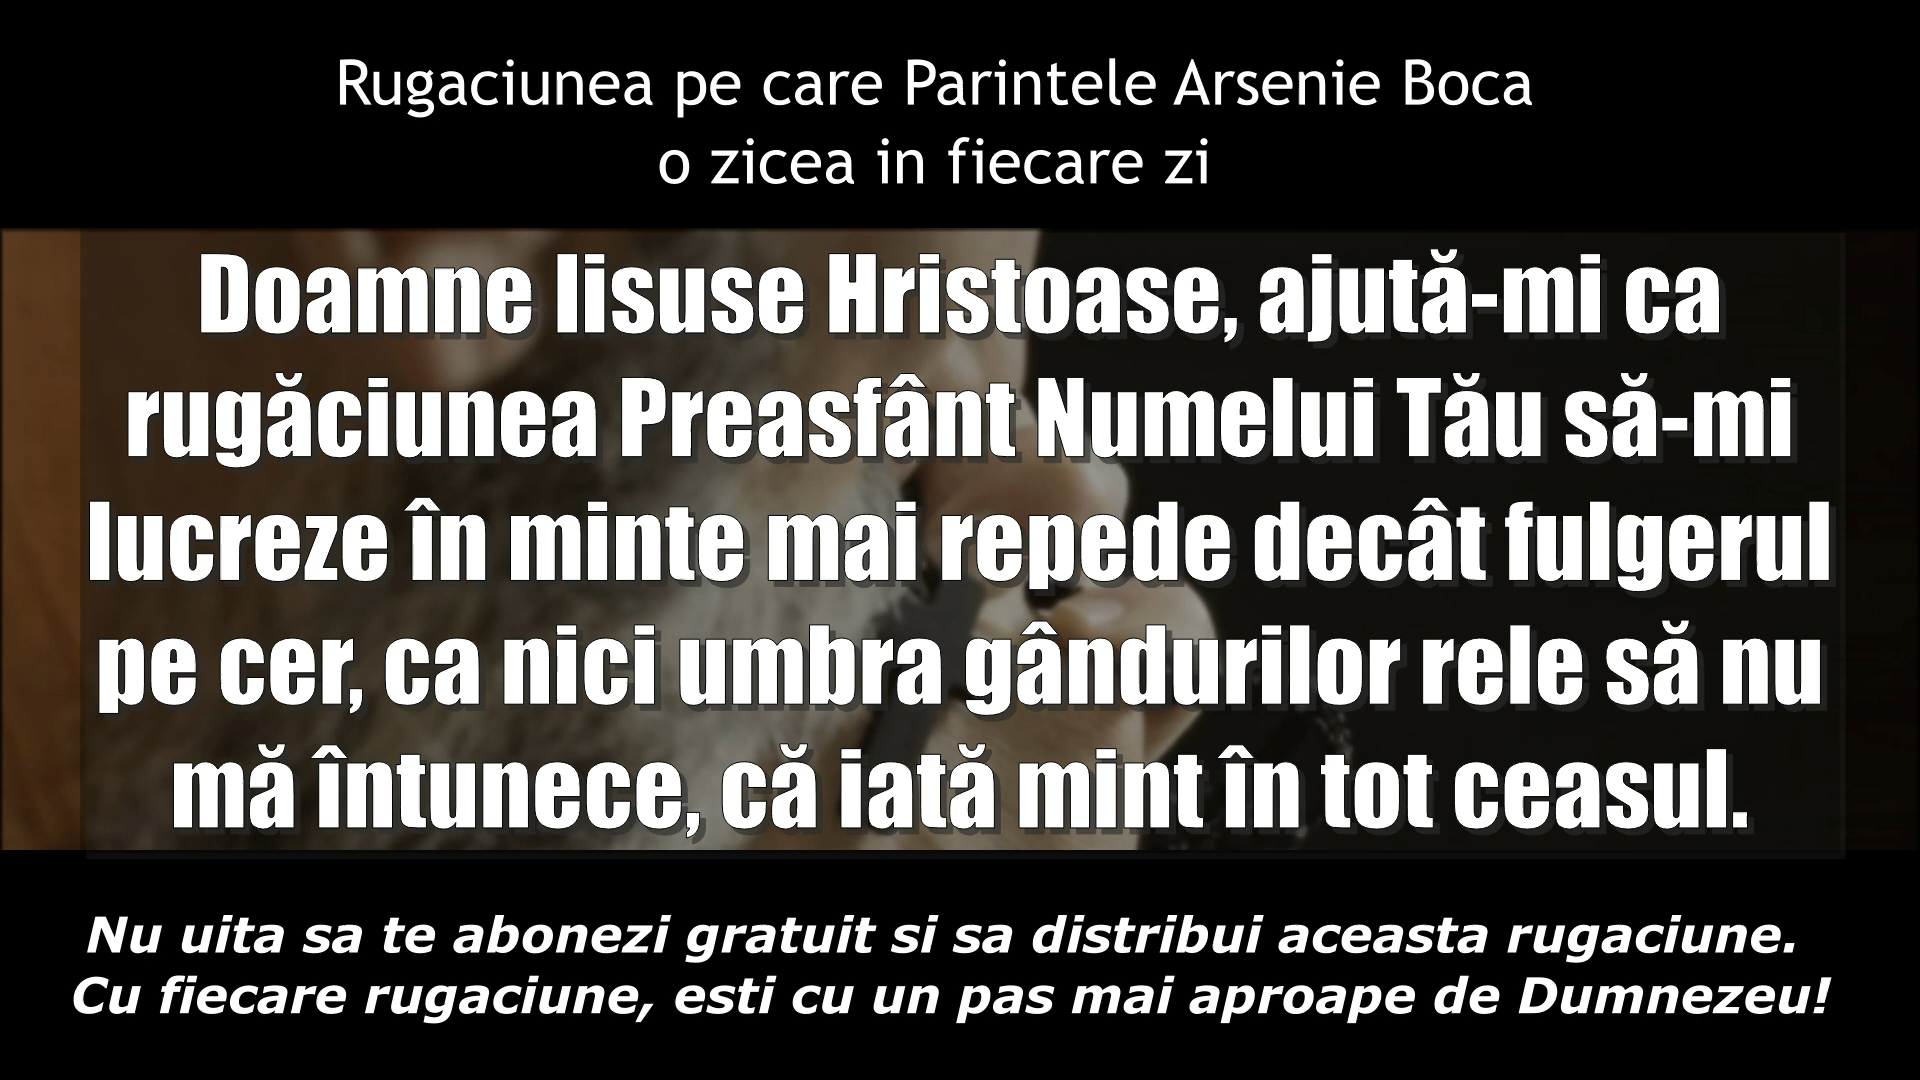 Rugaciunea pe care Parintele Arsenie Boca
o zicea in fiecare zi
Doamne Iisuse Hristoase, ajută-mi ca
rugăciunea Preasfânt Numelui Tău să-mi
lucreze în minte mai repede decât fulgerul
pe cer, ca nici umbra gândurilor rele să nu
mă întunece, că iată mint în tot ceasul.
Nu uita sa te abonezi gratuit si sa distribui aceasta rugaciune.
Cu fiecare rugaciune, esti cu un pas mai aproape de Dumnezeu!